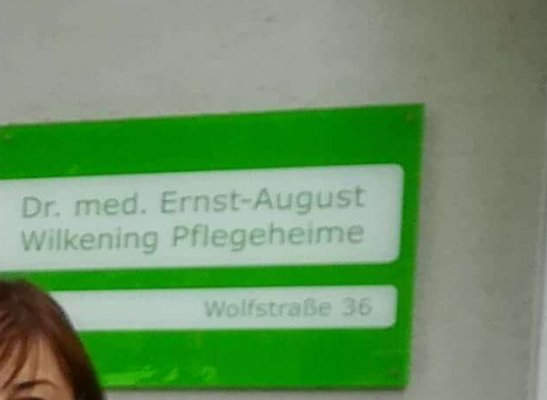 Dr. med. Ernst-August
Wilkening Pflegeheime
Wolfstraße 36